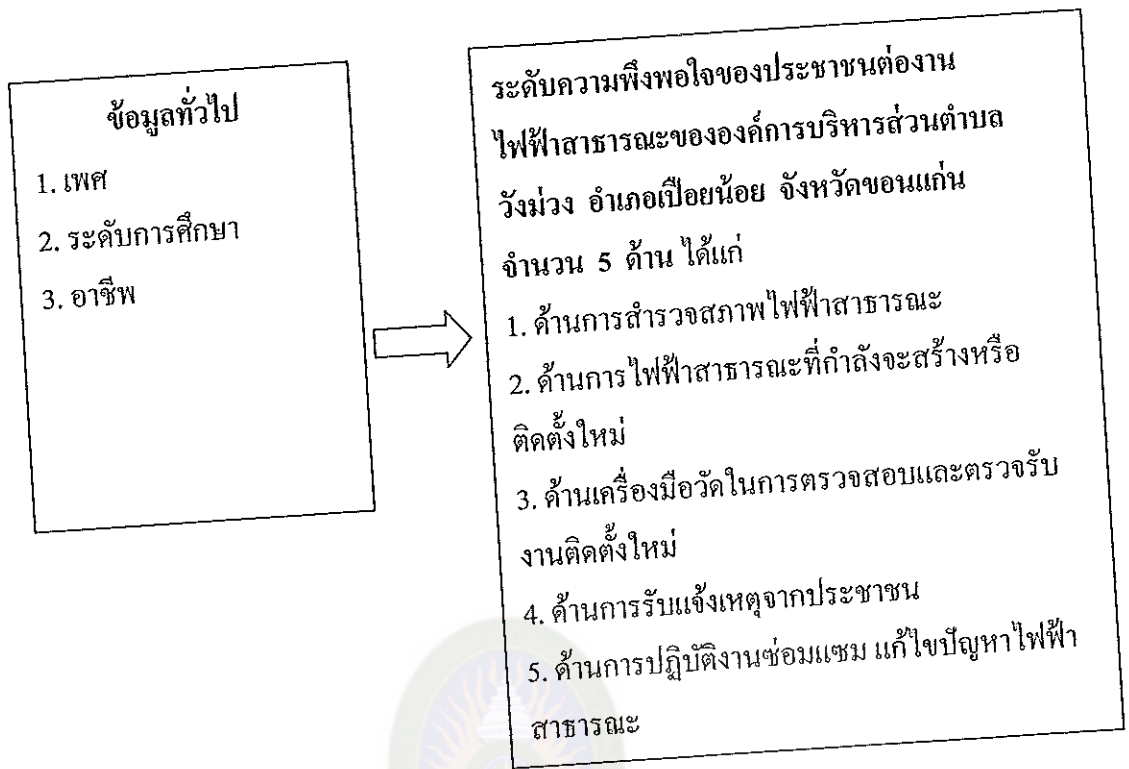 ข้อมูลทั่วไป
1. เพศ
2. ระดับการศึกษา
3. อาชีพ
ระดับความพึงพอใจของประชาชนต่องาน
ไฟฟ้าสาธารณะขององค์การบริหารส่วนตำบล
วังม่วง อำเภอเปือยน้อย จังหวัดขอนแก่น
จำนวน 5 ด้าน ได้แก่
1. ด้านการสำรวจสภาพไฟฟ้าสาธารณะ
2. ด้านการไฟฟ้าสาธารณะที่กำลังจะสร้างหรือ
ติดตั้งใหม่
3. ด้านเครื่องมือวัดในการตรวจสอบและตรวจรับ
งานติดตั้งใหม่
4. ด้านการรับแจ้งเหตุจากประชาชน
5. ด้านการปฏิบัติงานซ่อมแซม แก้ไขปัญหาไฟฟ้า
สาธารณะ